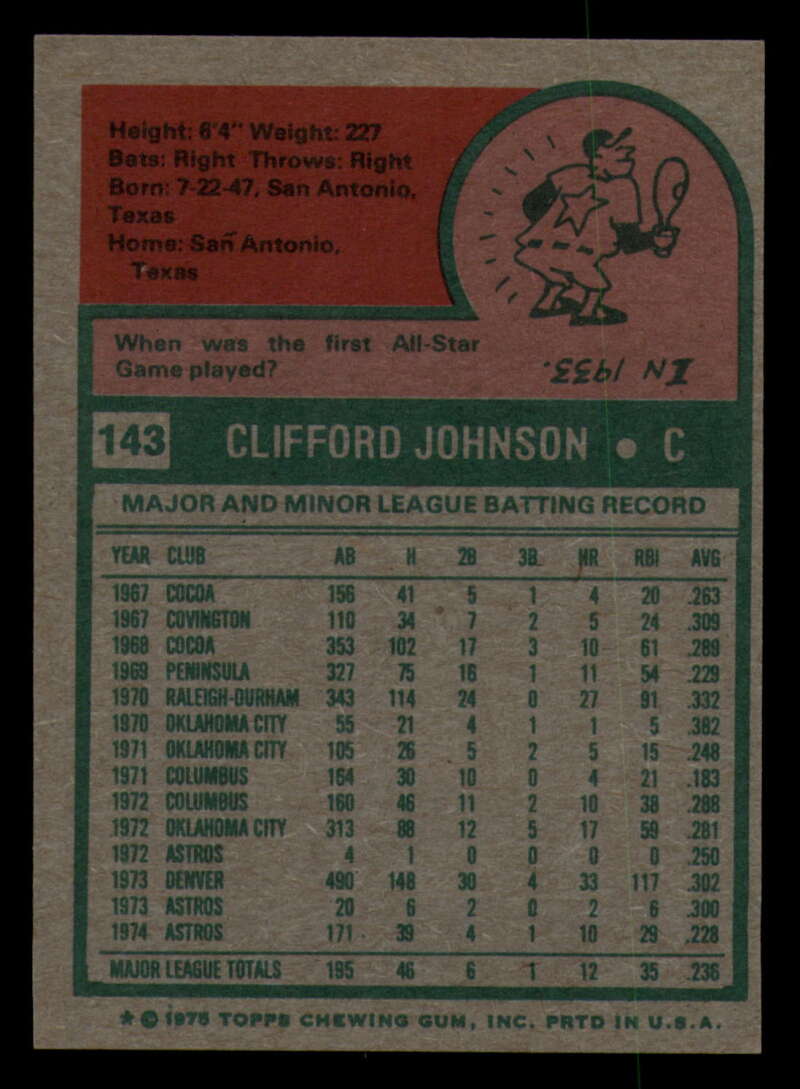 Height: 6'4" Weight: 227
Bats: Right Throws: Right
Born: 7-22-47, San Antonio,
Texas
Home: San Antonio,
Texas
When was the first All-Star
Game played?
IN 1933.
143 CLIFFORD JOHNSON • C
MAJOR AND MINOR LEAGUE BATTING RECORD
YEAR CLUB AB H 2B 3B HR RBI AVG
1967 COCOA 156 41 5 1 4 20 .263
1967 COVINGTON 110 34 7 2 5 24 .309
1968 COCOA 353 102 17 3 10 61 .289
1969 PENINSULA 327 75 16 1 11 54 .229
1970 RALEIGH-DURHAM 343 114 24 0 27 91 .332
1970 OKLAHOMA CITY 55 21 4 1 1 5 .382
1971 OKLAHOMA CITY 105 26 5 2 5 15 .248
1971 COLUMBUS 164 30 10 0 4 21 .183
1972 COLUMBUS 160 46 11 2 10 38 .288
1972 OKLAHOMA CITY 313 88 12 5 17 59 .281
1972 ASTROS 4 1 0 0 0 0 .250
1973 DENVER 490 148 30 4 33 117 .302
1973 ASTROS 20 6 2 0 2 6 .300
1974 ASTROS 171 39 4 1 10 29 .228
MAJOR LEAGUE TOTALS 195 46 6 1 12 35 .236
★ © 1975 TOPPS CHEWING GUM, INC. PRTD IN U.S.A.